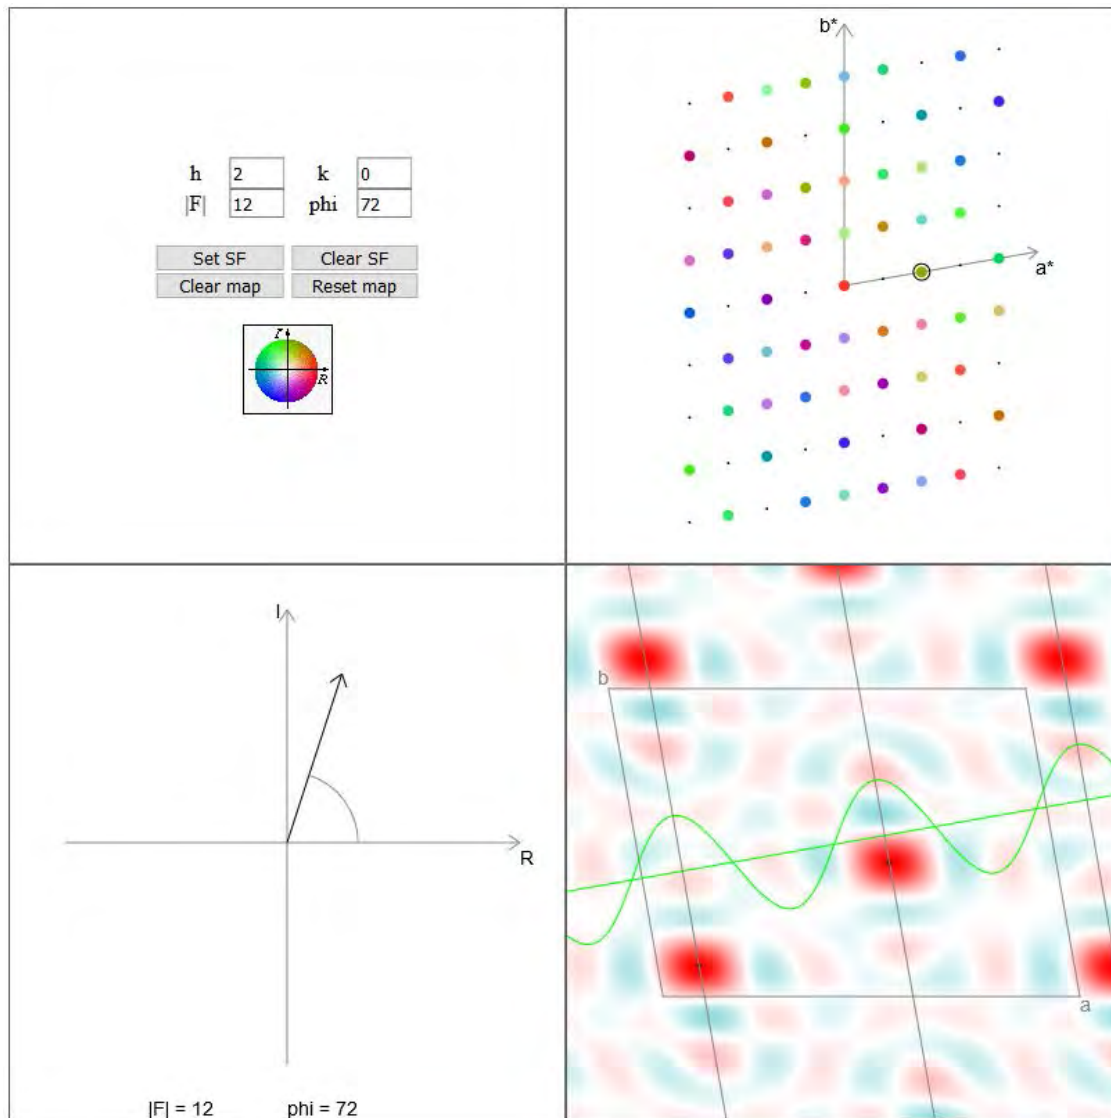 b*
h 2 k 0
|F| 12 phi 72
Set SF Clear SF
Clear map Reset map
I
R
a*
I
R
|F| = 12 phi = 72
b
a